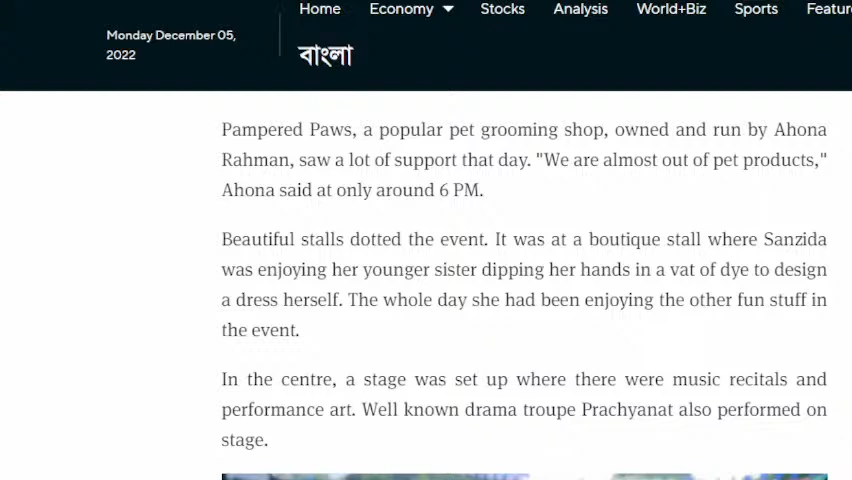 Home Economy Stocks Analysis World+Biz Sports Featur
Monday December 05,
2022
বাংলা
Pampered Paws, a popular pet grooming shop, owned and run by Ahona
Rahman, saw a lot of support that day. "We are almost out of pet products,"
Ahona said at only around 6 PM.
Beautiful stalls dotted the event. It was at a boutique stall where Sanzida
was enjoying her younger sister dipping her hands in a vat of dye to design
a dress herself. The whole day she had been enjoying the other fun stuff in
the event.
In the centre, a stage was set up where there were music recitals and
performance art. Well known drama troupe Prachyanat also performed on
stage.